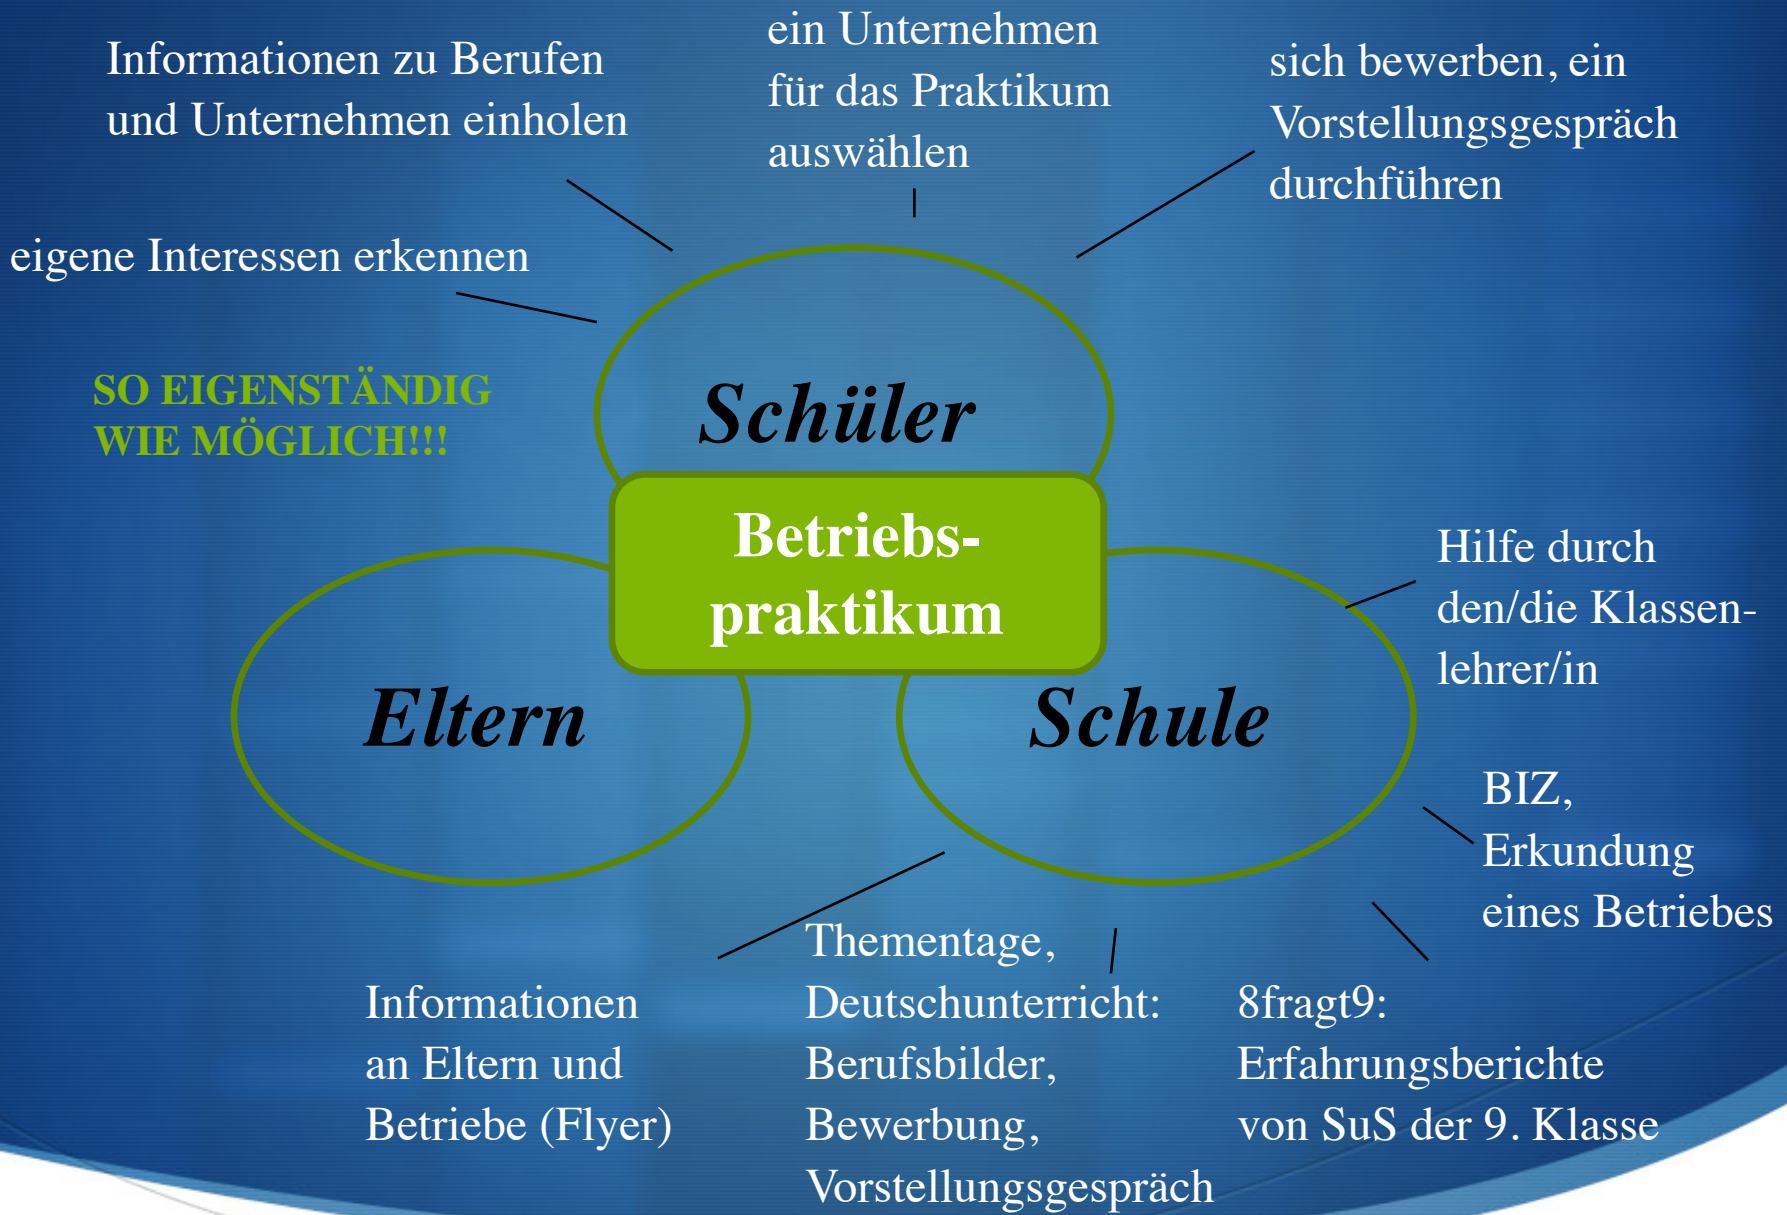 Informationen zu Berufen
und Unternehmen einholen
ein Unternehmen
für das Praktikum
auswählen
sich bewerben, ein
Vorstellungsgespräch
durchführen
eigene Interessen erkennen
SO EIGENSTÄNDIG
WIE MÖGLICH!!!
Schüler
Betriebs-
praktikum
Eltern
Schule
Hilfe durch
den/die Klassen-
lehrer/in
BIZ,
Erkundung
eines Betriebes
Informationen
an Eltern und
Betriebe (Flyer)
Thementage,
Deutschunterricht:
Berufsbilder,
Bewerbung,
Vorstellungsgespräch
8fragt9:
Erfahrungsberichte
von SuS der 9. Klasse